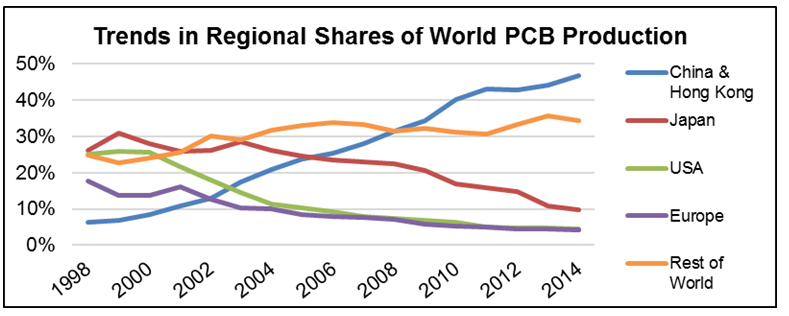 Trends in Regional Shares of World PCB Production
50%
40%
30%
20%
10%
0%
1998
2000
2002
2004
2006
2008
2010
2012
2014
China &
Hong Kong
Japan
USA
Europe
Rest of
World